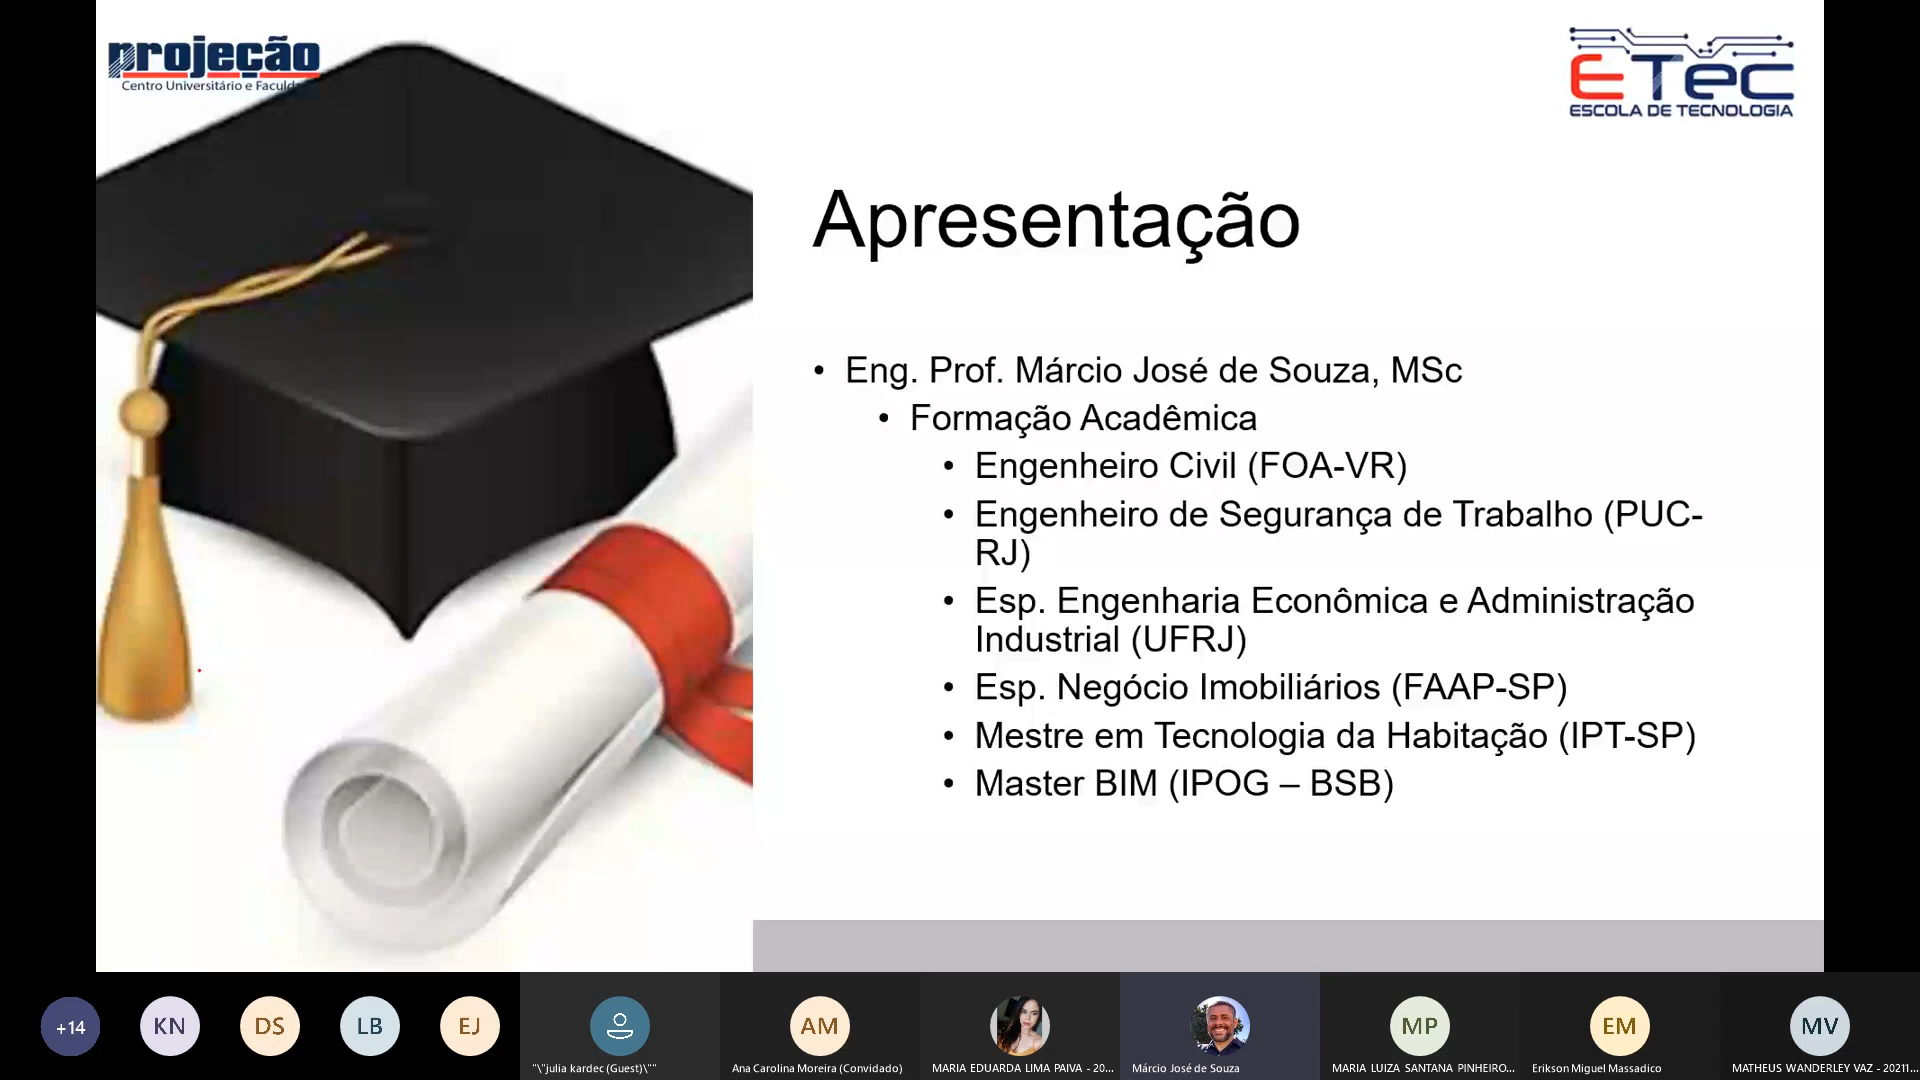 projeção
Centro Universitário e
ETec
ESCOLA DE TECNOLOGIA
Apresentação
• Eng. Prof. Márcio José de Souza, MSc
• Formação Acadêmica
• Engenheiro Civil (FOA-VR)
• Engenheiro de Segurança de Trabalho (PUC-
RJ)
• Esp. Engenharia Econômica e Administração
Industrial (UFRJ)
• Esp. Negócio Imobiliários (FAAP-SP)
• Mestre em Tecnologia da Habitação (IPT-SP)
• Master BIM (IPOG – BSB)
+14
KN
DS
LB
EJ
AM
MP
EM
MV
"\"julia kardec (Guest)\""
Ana Carolina Moreira (Convidado)
MARIA EDUARDA LIMA PAIVA - 20...
Márcio José de Souza
MARIA LUIZA SANTANA PINHEIRO...
Erikson Miguel Massadico
MATHEUS WANDERLEY VAZ - 20211...